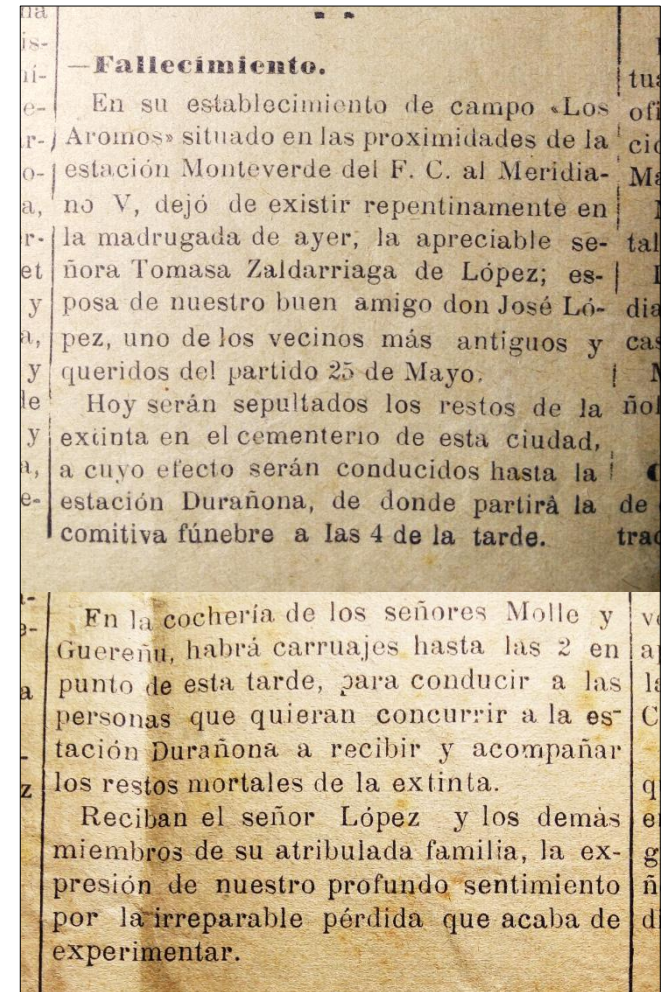 —Fallecimiento.
En su establecimiento de campo «Los
Aromos» situado en las proximidades de la
estación Monteverde del F. C. al Meridia-
no V, dejó de existir repentinamente en
la madrugada de ayer, la apreciable se-
ñora Tomasa Zaldarriaga de López; es-
posa de nuestro buen amigo don José Ló-
pez, uno de los vecinos más antiguos y
queridos del partido 25 de Mayo.
Hoy serán sepultados los restos de la
extinta en el cementerio de esta ciudad,
a cuyo efecto serán conducidos hasta la
estación Durañona, de donde partirà la
comitiva fúnebre a las 4 de la tarde.
En la cochería de los señores Molle y
Guereñu, habrá carruajes hasta las 2 en
punto de esta tarde, para conducir a las
personas que quieran concurrir a la es-
tación Durañona a recibir y acompañar
los restos mortales de la extinta.
Reciban el señor López y los demàs
miembros de su atribulada familia, la ex-
presión de nuestro profundo sentimiento
por la irreparable pérdida que acaba de
experimentar.